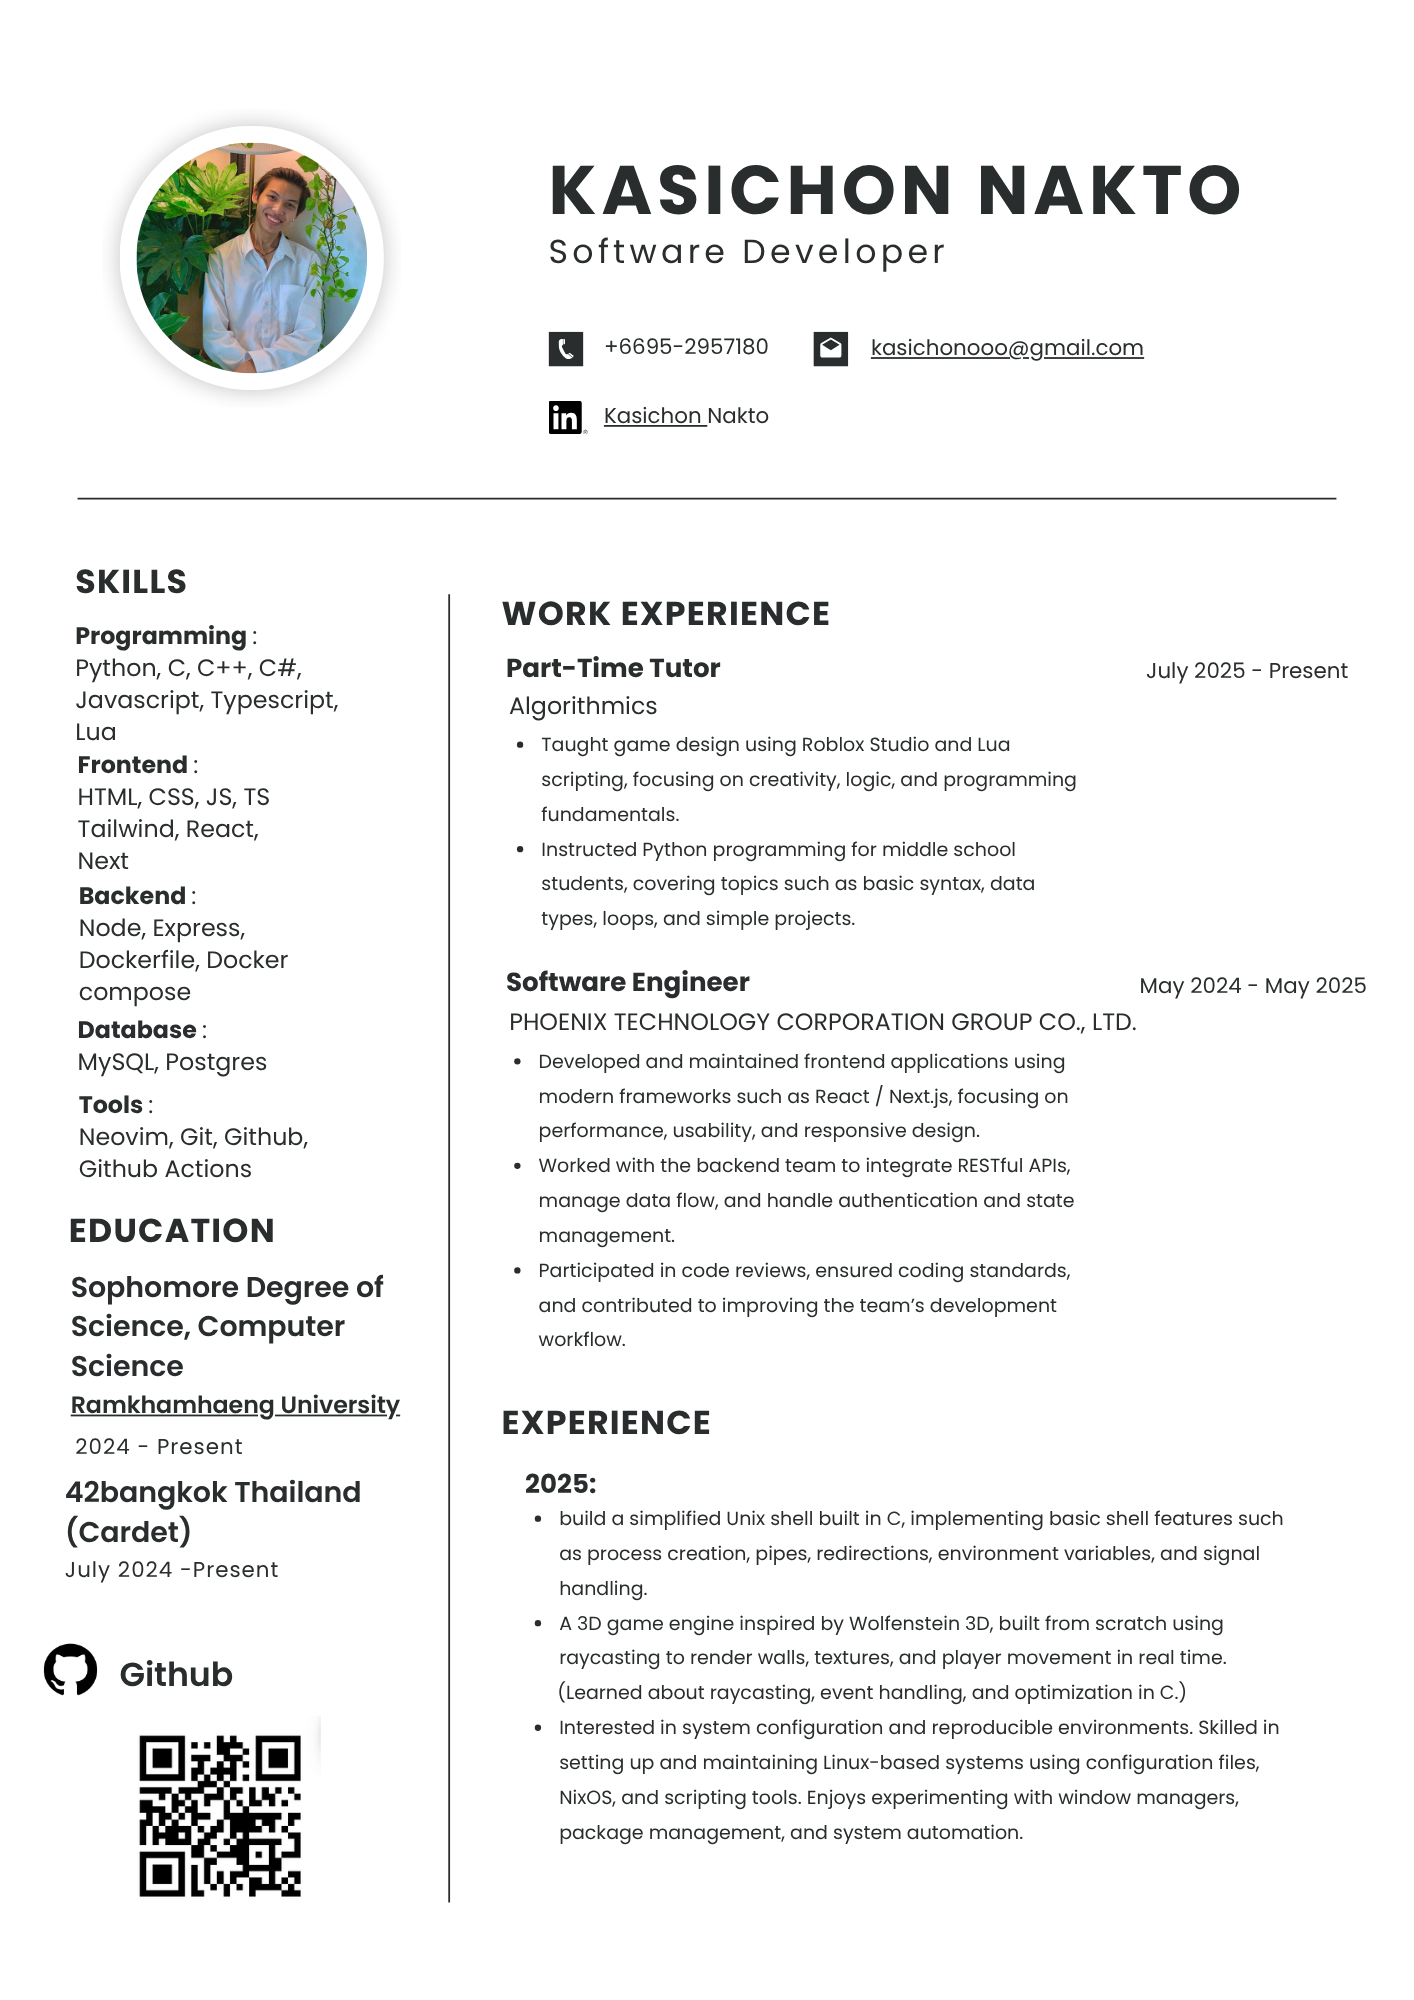 KASICHON NAKTO
Software Developer
+6695-2957180
kasichonooo@gmail.com
in
Kasichon Nakto
SKILLS
Programming :
Python, C, C++, C#,
Javascript, Typescript,
Lua
Frontend :
HTML, CSS, JS, TS
Tailwind, React,
Next
Backend :
Node, Express,
Dockerfile, Docker
compose
Database :
MySQL, Postgres
Tools :
Neovim, Git, Github,
Github Actions
EDUCATION
Sophomore Degree of
Science, Computer
Science
Ramkhamhaeng University
2024 - Present
42bangkok Thailand
(Cardet)
July 2024 -Present
Github
WORK EXPERIENCE
Part-Time Tutor
July 2025 - Present
Algorithmics
• Taught game design using Roblox Studio and Lua
scripting, focusing on creativity, logic, and programming
fundamentals.
• Instructed Python programming for middle school
students, covering topics such as basic syntax, data
types, loops, and simple projects.
Software Engineer
May 2024 - May 2025
PHOENIX TECHNOLOGY CORPORATION GROUP CO., LTD.
• Developed and maintained frontend applications using
modern frameworks such as React / Next.js, focusing on
performance, usability, and responsive design.
• Worked with the backend team to integrate RESTful APIs,
manage data flow, and handle authentication and state
management.
• Participated in code reviews, ensured coding standards,
and contributed to improving the team’s development
workflow.
EXPERIENCE
2025:
• build a simplified Unix shell built in C, implementing basic shell features such
as process creation, pipes, redirections, environment variables, and signal
handling.
• A 3D game engine inspired by Wolfenstein 3D, built from scratch using
raycasting to render walls, textures, and player movement in real time.
(Learned about raycasting, event handling, and optimization in C.)
• Interested in system configuration and reproducible environments. Skilled in
setting up and maintaining Linux-based systems using configuration files,
NixOS, and scripting tools. Enjoys experimenting with window managers,
package management, and system automation.